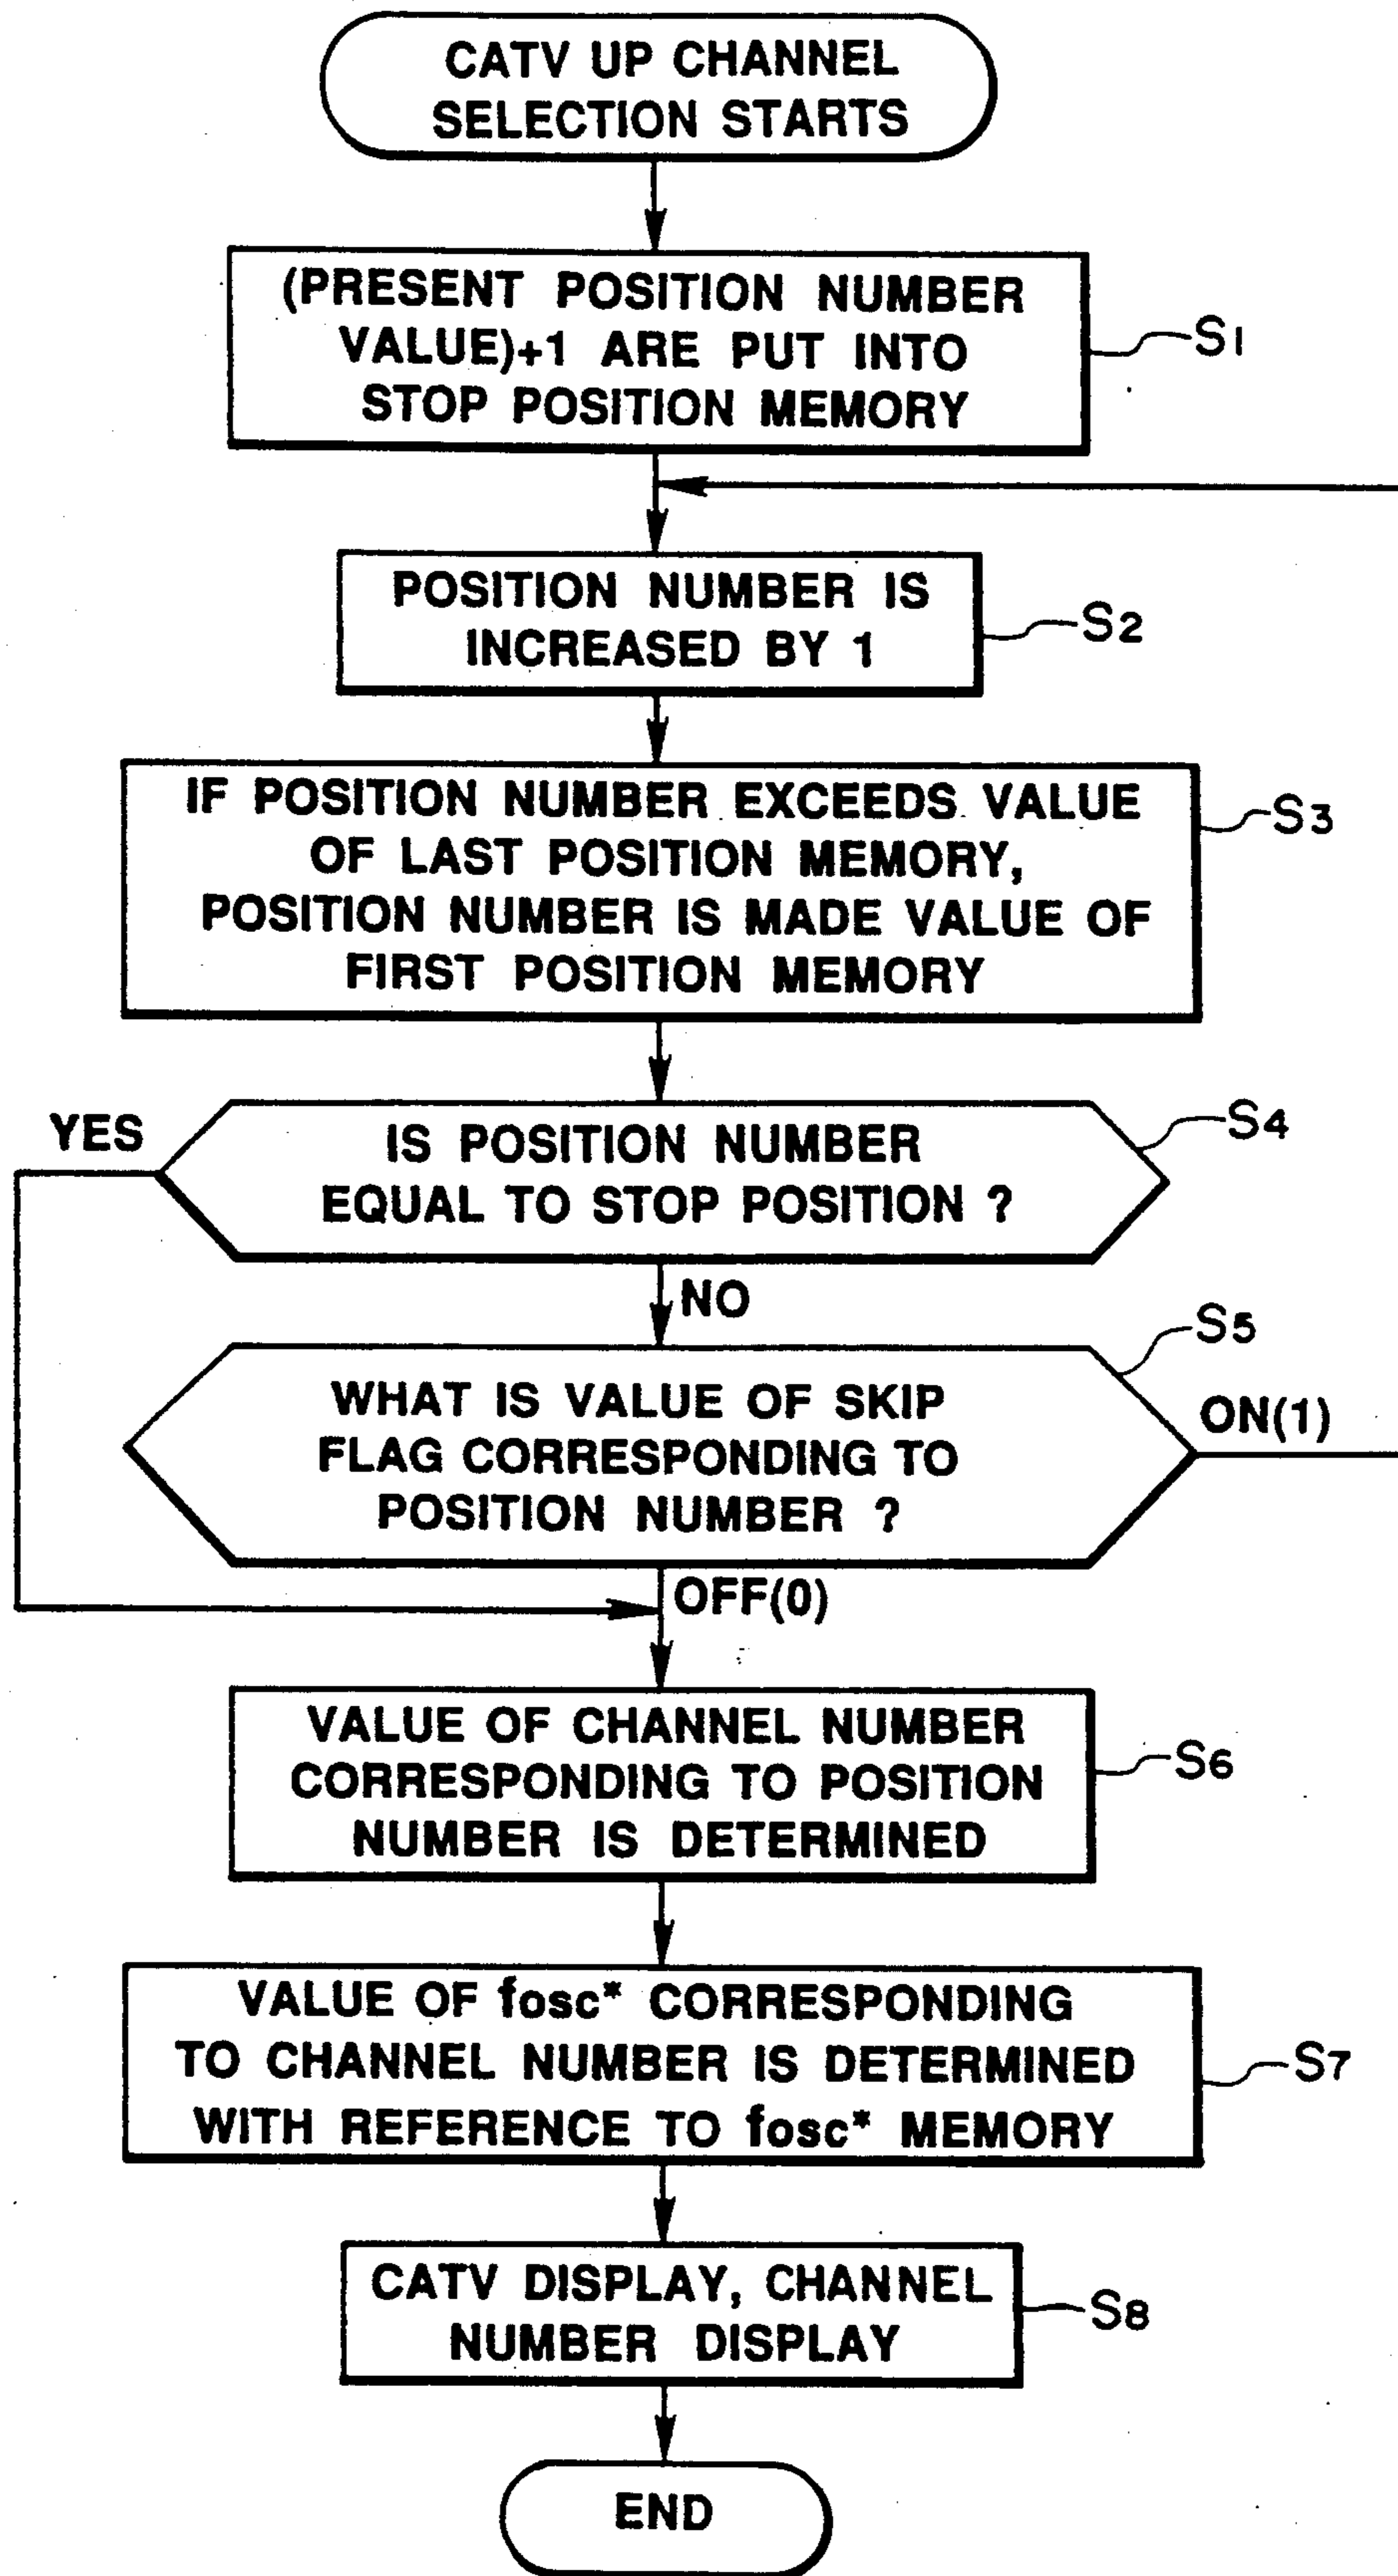 CATV UP CHANNEL
SELECTION STARTS
(PRESENT POSITION NUMBER
VALUE)+1 ARE PUT INTO
STOP POSITION MEMORY
S1
POSITION NUMBER IS
INCREASED BY 1
S2
IF POSITION NUMBER EXCEEDS VALUE
OF LAST POSITION MEMORY,
POSITION NUMBER IS MADE VALUE OF
FIRST POSITION MEMORY
S3
YES
IS POSITION NUMBER
EQUAL TO STOP POSITION ?
S4
NO
WHAT IS VALUE OF SKIP
FLAG CORRESPONDING TO
POSITION NUMBER ?
S5
ON(1)
OFF(0)
VALUE OF CHANNEL NUMBER
CORRESPONDING TO POSITION
NUMBER IS DETERMINED
S6
VALUE OF fosc* CORRESPONDING
TO CHANNEL NUMBER IS DETERMINED
WITH REFERENCE TO fosc* MEMORY
S7
CATV DISPLAY, CHANNEL
NUMBER DISPLAY
S8
END